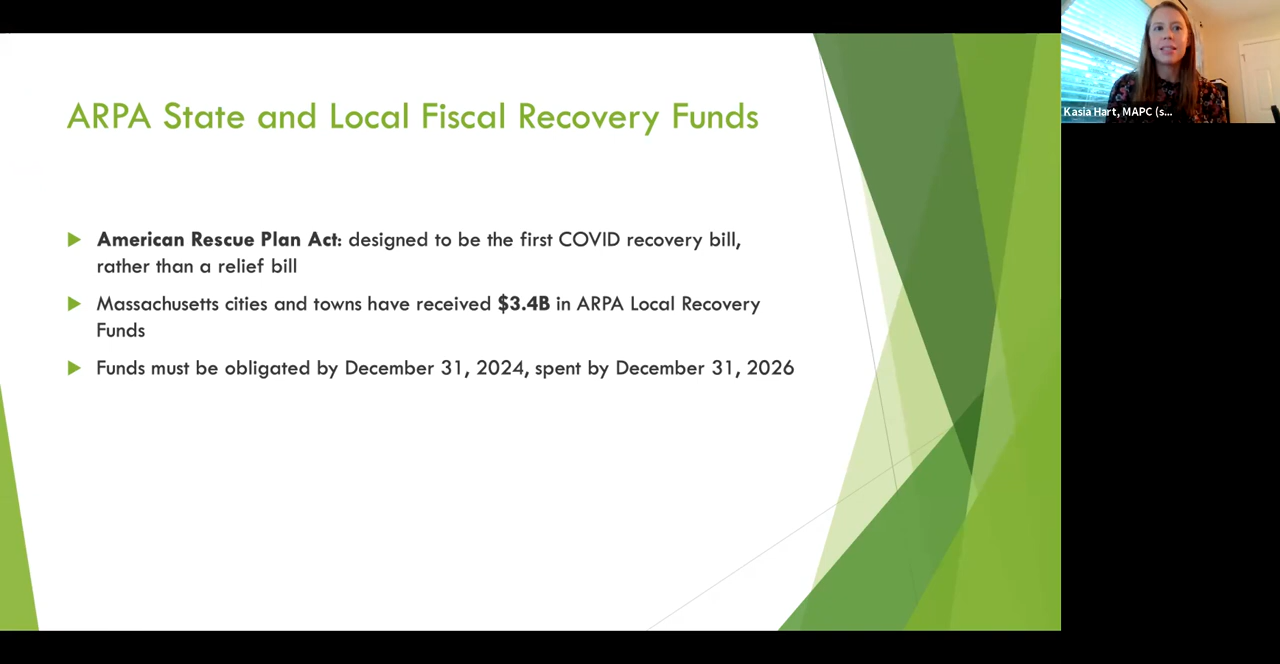 ARPA State and Local Fiscal Recovery Funds
American Rescue Plan Act: designed to be the first COVID recovery bill,
rather than a relief bill
Massachusetts cities and towns have received $3.4B in ARPA Local Recovery
Funds
Funds must be obligated by December 31, 2024, spent by December 31, 2026
Kasia Hart, MAPC (s...